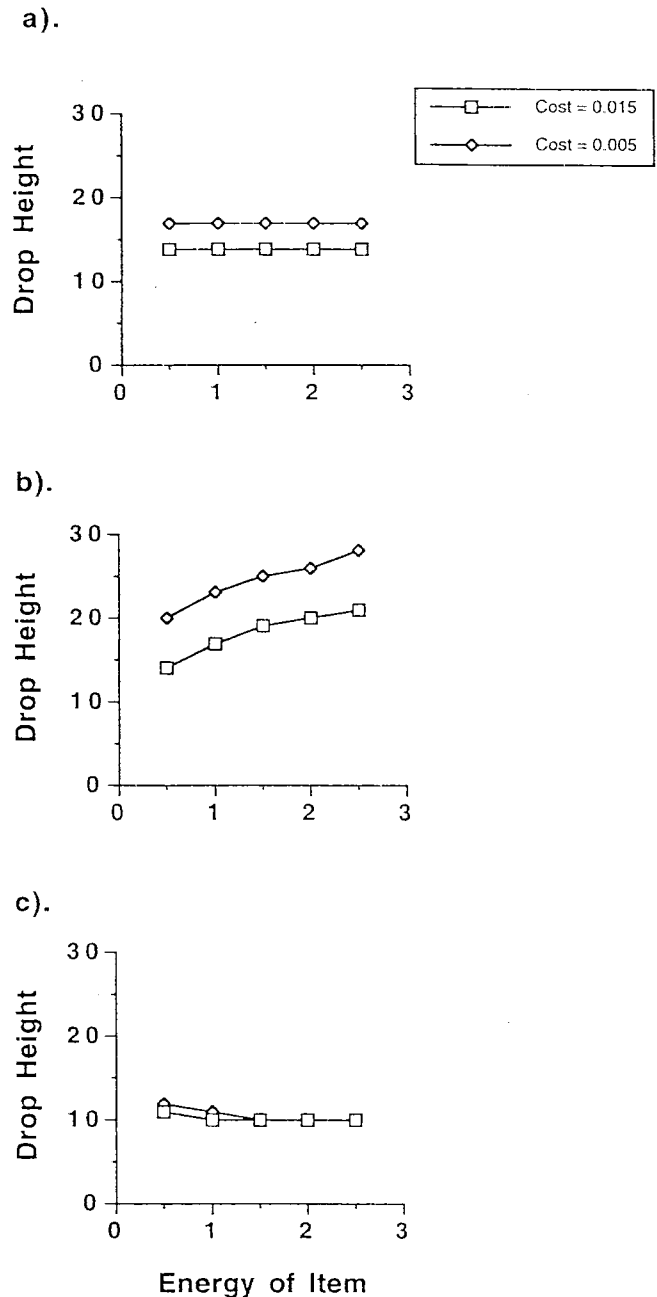 a).
Cost = 0.015
Cost = 0.005
30
20
10
0
Drop Height
0 1 2 3
b).
30
20
10
0
Drop Height
0 1 2 3
c).
30
20
10
0
Drop Height
0 1 2 3
Energy of Item